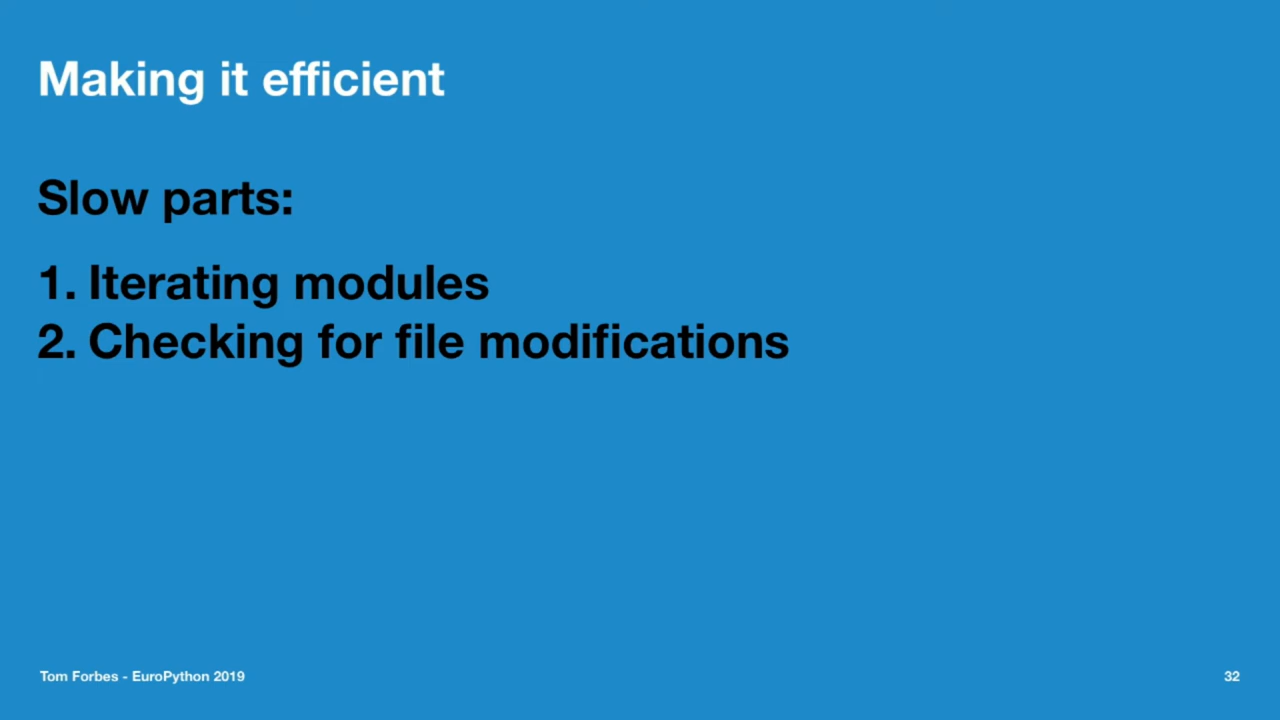 Making it efficient
Slow parts:
1. Iterating modules
2. Checking for file modifications
Tom Forbes - EuroPython 2019
32